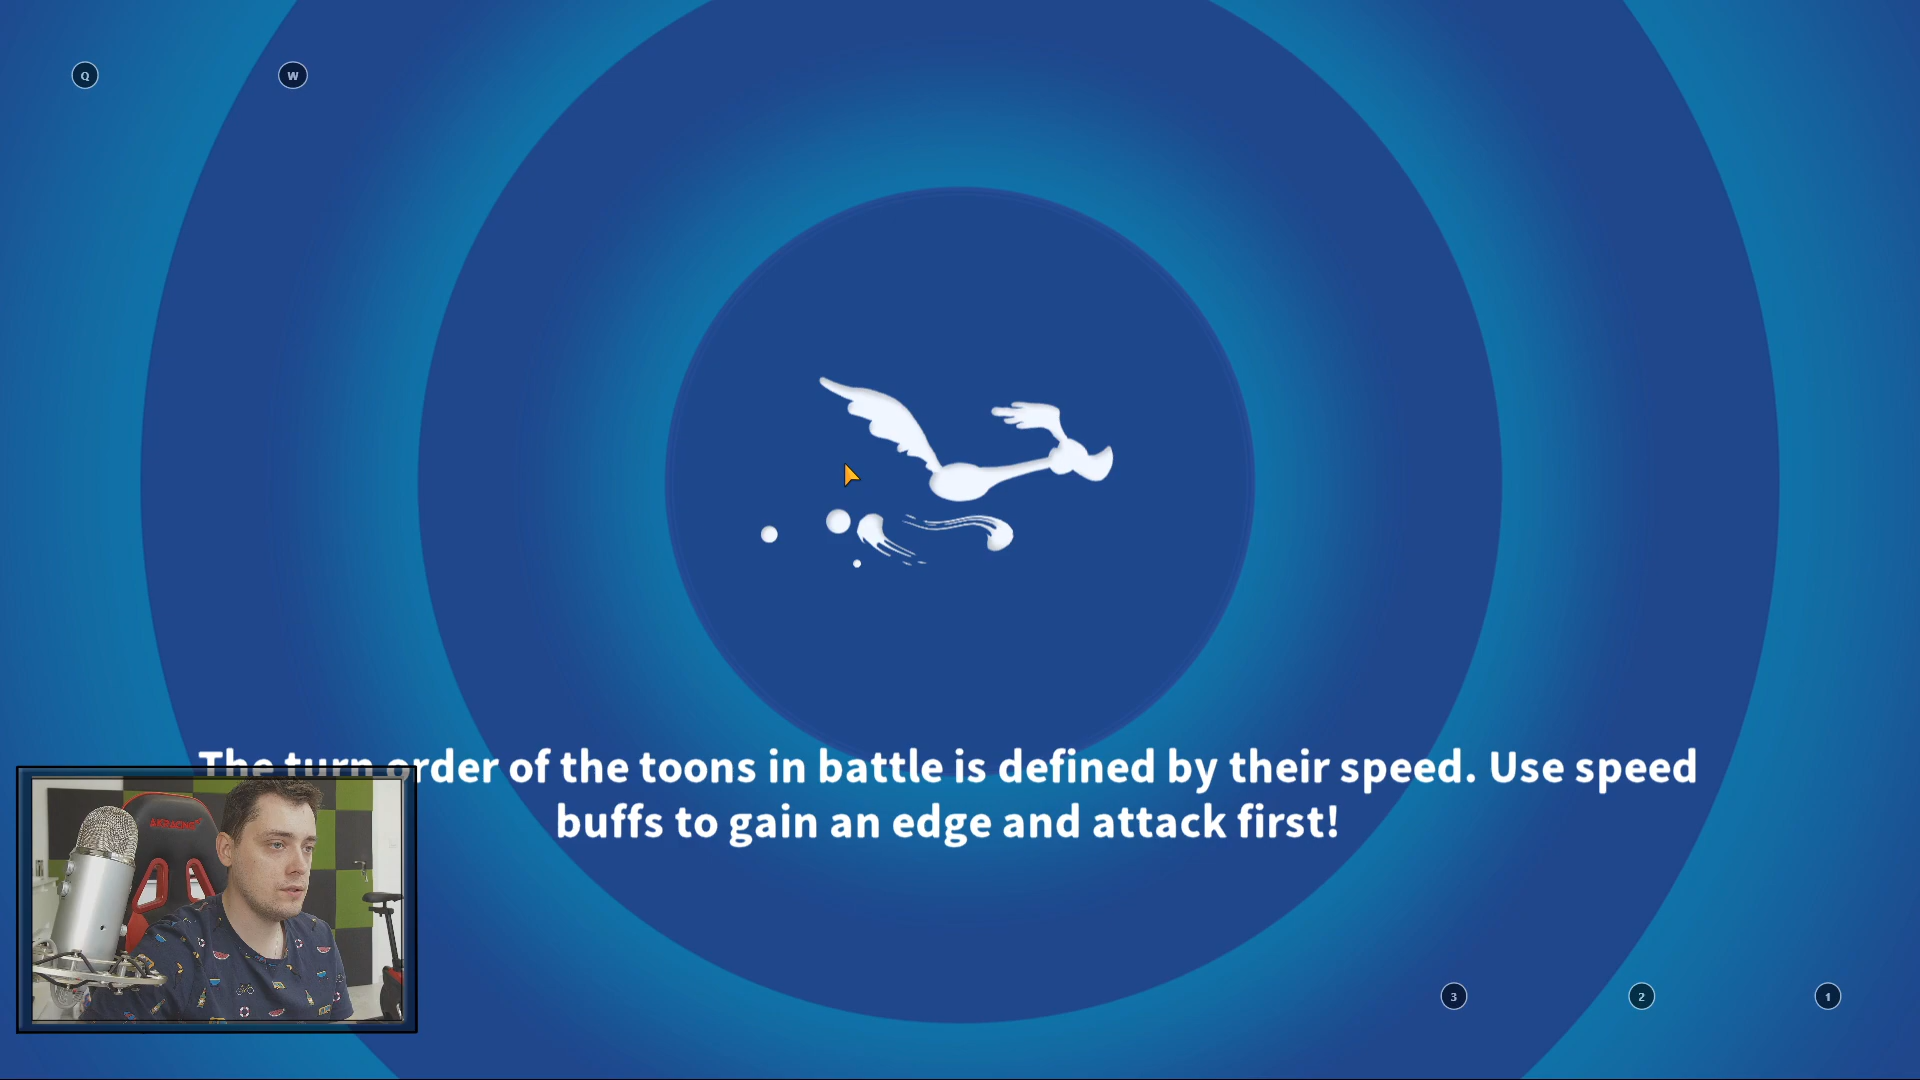 Q
W
The turn order of the toons in battle is defined by their speed. Use speed
buffs to gain an edge and attack first!
AKRACING
3
2
1